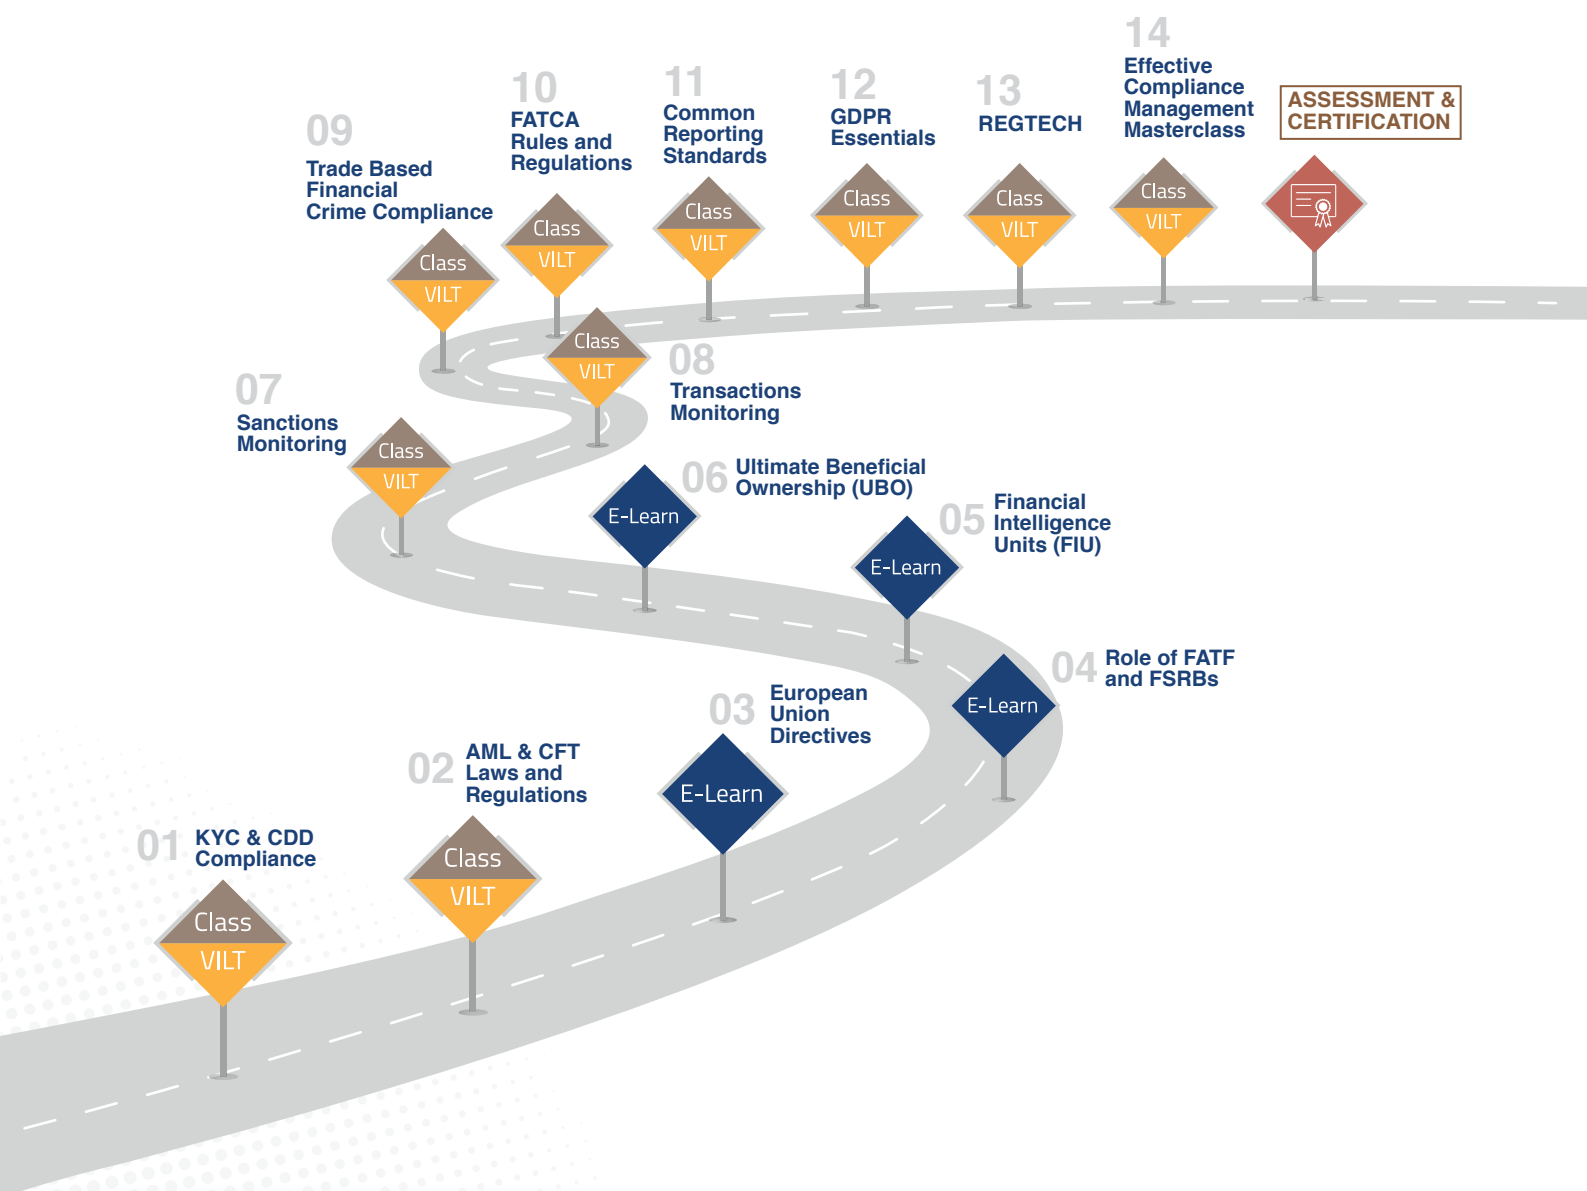 01
KYC & CDD
Compliance
Class
VILT
02
AML & CFT
Laws and
Regulations
Class
VILT
03
European
Union
Directives
E-Learn
04
Role of FATF
and FSRBs
E-Learn
05
Financial
Intelligence
Units (FIU)
E-Learn
06
Ultimate Beneficial
Ownership (UBO)
E-Learn
07
Sanctions
Monitoring
Class
VILT
08
Transactions
Monitoring
Class
VILT
09
Trade Based
Financial
Crime Compliance
Class
VILT
10
FATCA
Rules and
Regulations
Class
VILT
11
Common
Reporting
Standards
Class
VILT
12
GDPR
Essentials
Class
VILT
13
REGTECH
Class
VILT
14
Effective
Compliance
Management
Masterclass
Class
VILT
ASSESSMENT &
CERTIFICATION